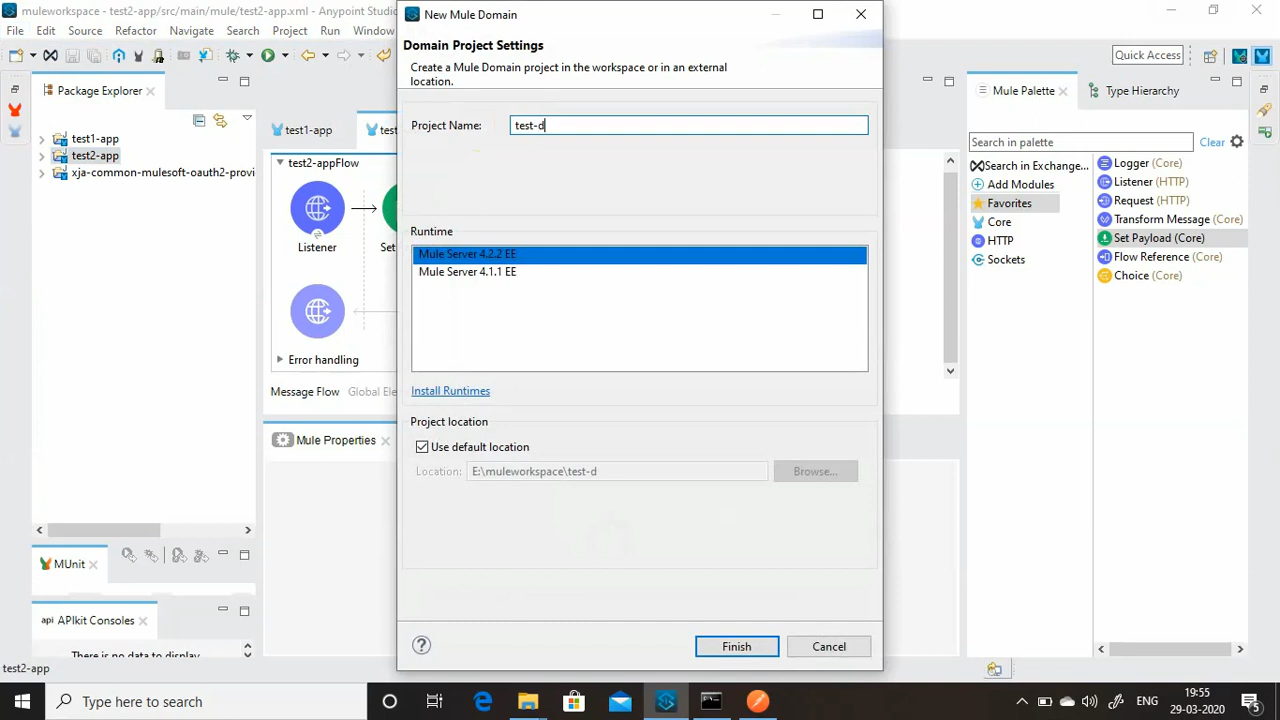 muleworkspace - test2-app/src/main/mule/test2-app.xml - Anypoint Studio
New Mule Domain
File Edit Source Refactor Navigate Search Project Run Window
Domain Project Settings
Create a Mule Domain project in the workspace or in an external
location.
Quick Access
Package Explorer
Mule Palette
Type Hierarchy
test1-app
Project Name:
test-d
test1-app
test2-app
xja-common-mulesoft-oauth2-provi
test2-appFlow
Listener
Error handling
Message Flow
Search in palette
Clear
Search in Exchange...
Add Modules
Favorites
Core
HTTP
Sockets
Logger (Core)
Listener (HTTP)
Request (HTTP)
Transform Message (Core)
Set Payload (Core)
Flow Reference (Core)
Choice (Core)
Runtime
Mule Server 4.2.2 EE
Mule Server 4.1.1 EE
Install Runtimes
Project location
Use default location
Location:
E:\muleworkspace\test-d
Browse...
Mule Properties
MUnit
api APIkit Consoles
There is no data to display
Finish
Cancel
test2-app
Type here to search
ENG
19:55
29-03-2020
5